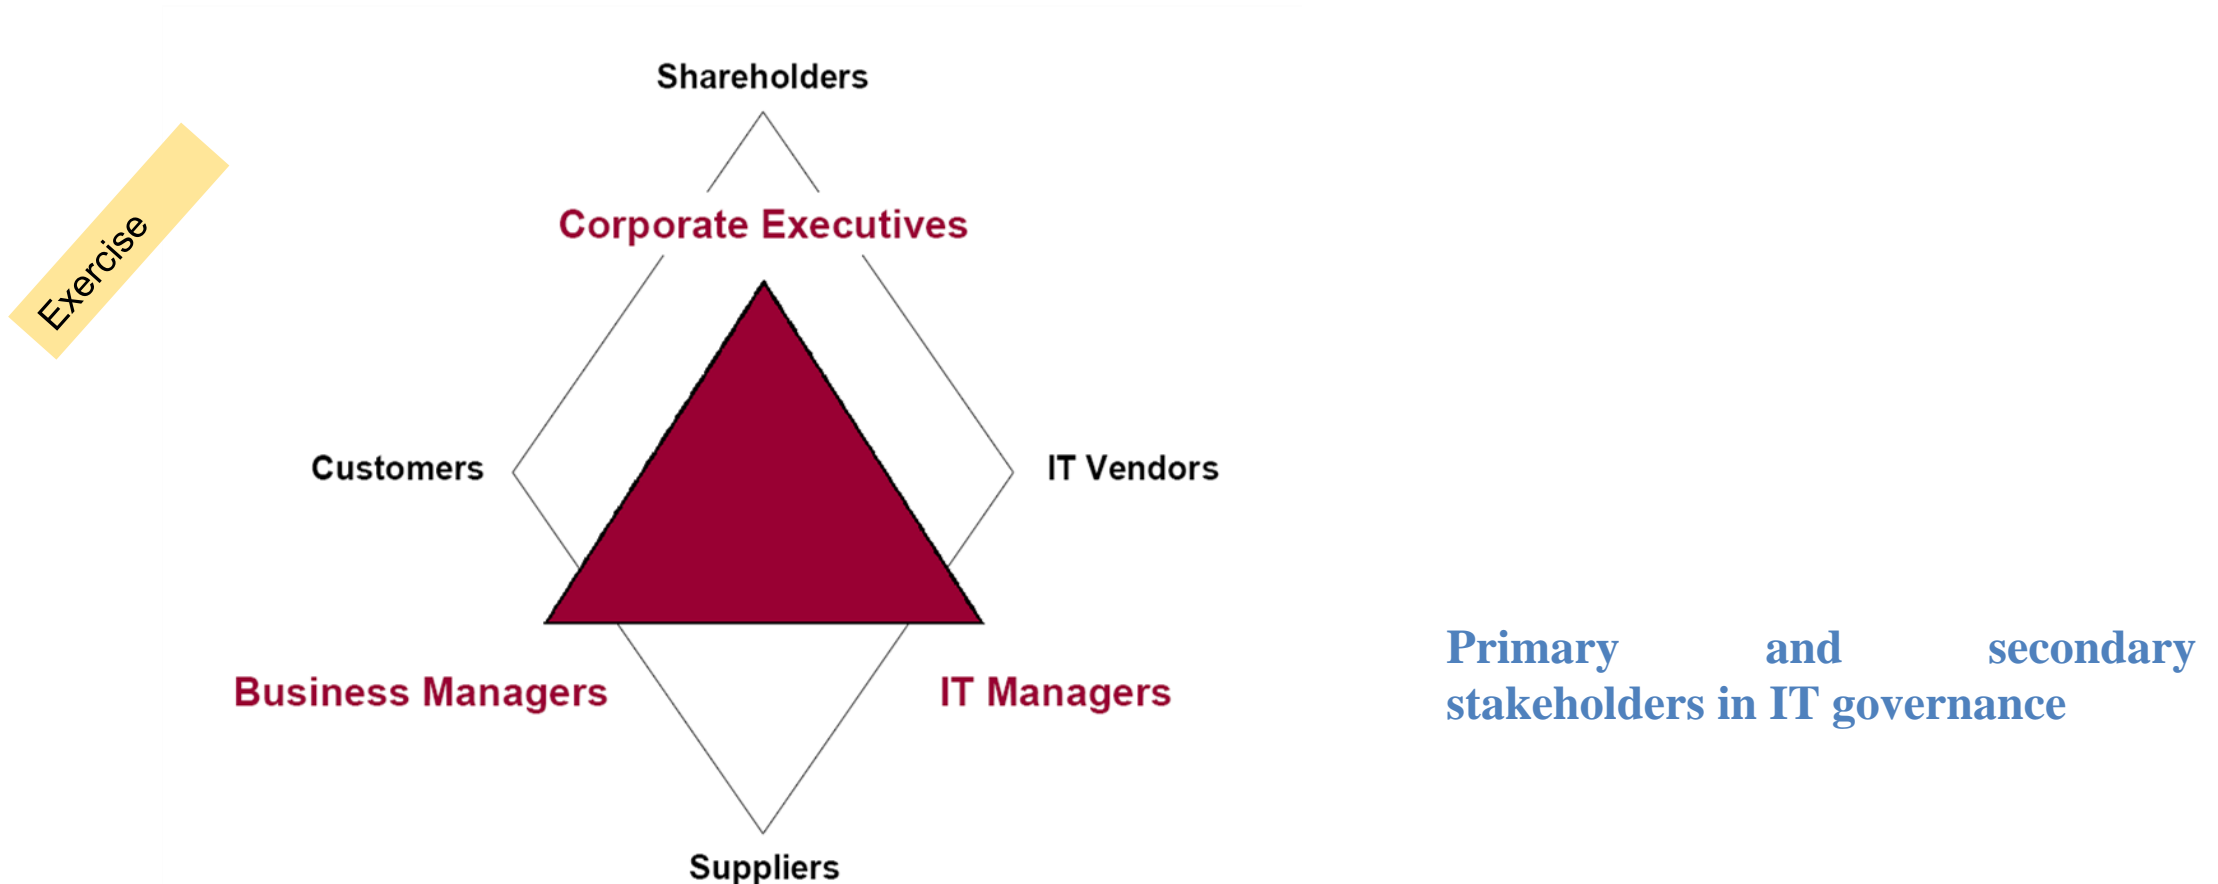 Shareholders
Exercise
Corporate Executives
Customers
IT Vendors
Business Managers
IT Managers
Suppliers
Primary and secondary
stakeholders in IT governance